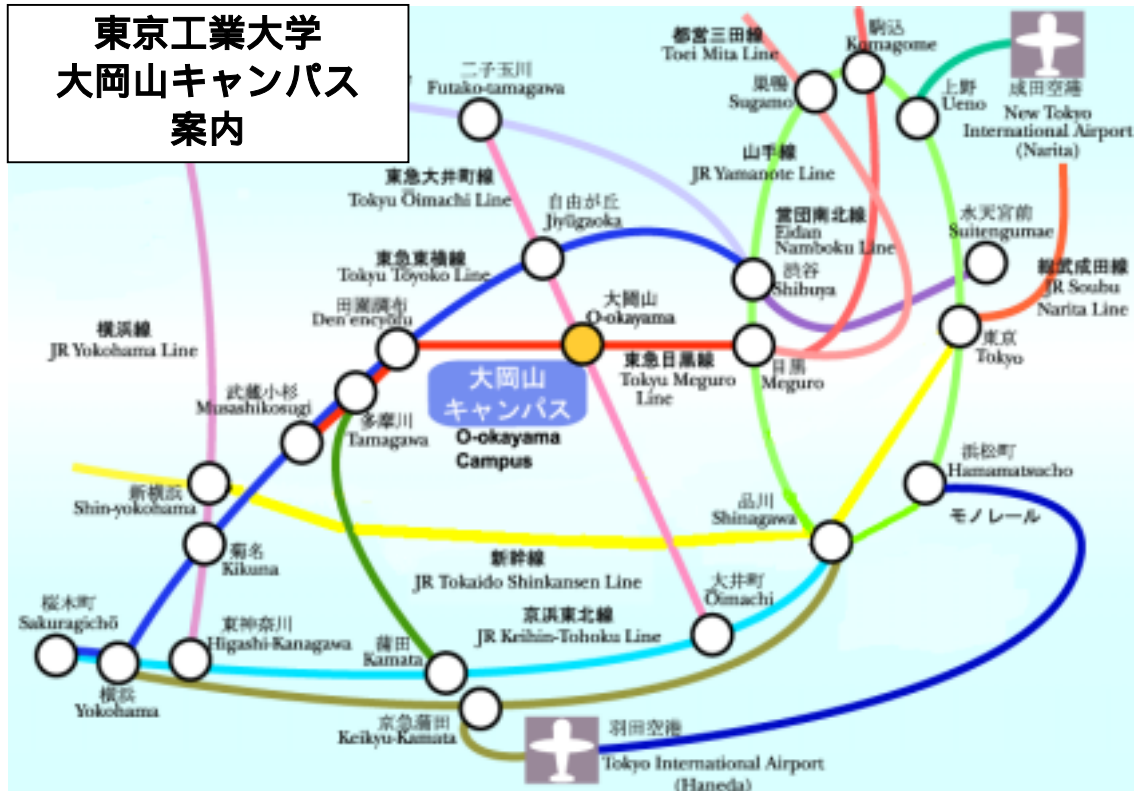 東京工業大学
大岡山キャンパス
案内
都営三田線
Toei Mita Line
駒込
Komagome
二子玉川
Futako-tamagawa
巣鴨
Sugamo
上野
Ueno
成田空港
New Tokyo
International Airport
(Narita)
山手線
JR Yamanote Line
東急大井町線
Tokyu Ōimachi Line
自由が丘
Jiyūgaoka
営団南北線
Eidan
Namboku Line
水天宮前
Suitengumae
東急東横線
Tokyu Tōyoko Line
渋谷
Shibuya
総武成田線
JR Soubu
Narita Line
田園調布
Den'encyōfu
大岡山
O-okayama
横浜線
JR Yokohama Line
東急目黒線
Tokyu Meguro
Line
目黒
Meguro
東京
Tokyo
大岡山
キャンパス
O-okayama
Campus
武蔵小杉
Musashikosugi
多摩川
Tamagawa
浜松町
Hamamatsucho
新横浜
Shin-yokohama
品川
Shinagawa
モノレール
菊名
Kikuna
新幹線
JR Tokaido Shinkansen Line
大井町
Ōimachi
桜木町
Sakuragichō
東神奈川
Higashi-Kanagawa
京浜東北線
JR Keihin-Tohoku Line
蒲田
Kamata
横浜
Yokohama
京急蒲田
Keikyu-Kamata
羽田空港
Tokyo International Airport
(Haneda)